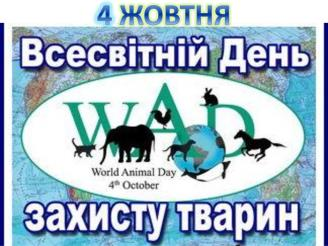 4 ЖОВТНЯ
Всесвітній День
WAD
World Animal Day
4th October
захисту тварин